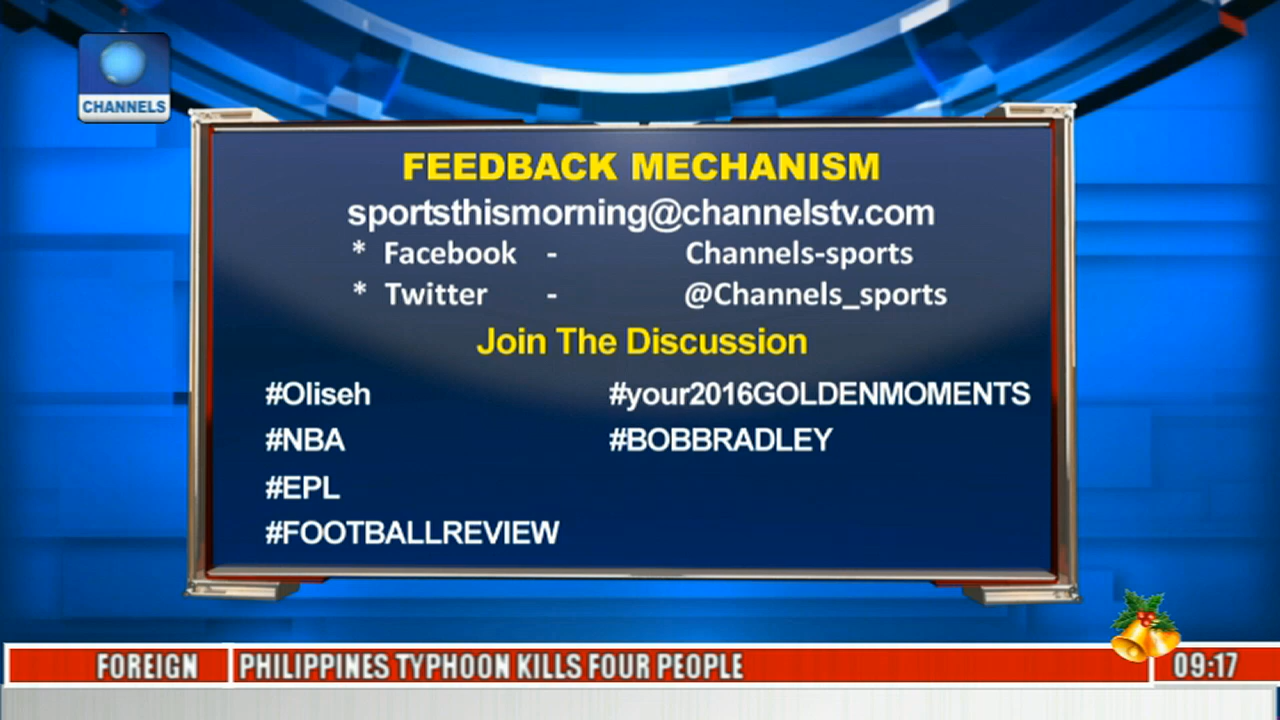 CHANNELS
FEEDBACK MECHANISM
sportsthismorning@channelstv.com
* Facebook - Channels-sports
* Twitter - @Channels_sports
Join The Discussion
#Oliseh #your2016GOLDENMOMENTS
#NBA #BOBBRADLEY
#EPL
#FOOTBALLREVIEW
FOREIGN PHILIPPINES TYPHOON KILLS FOUR PEOPLE 09:17